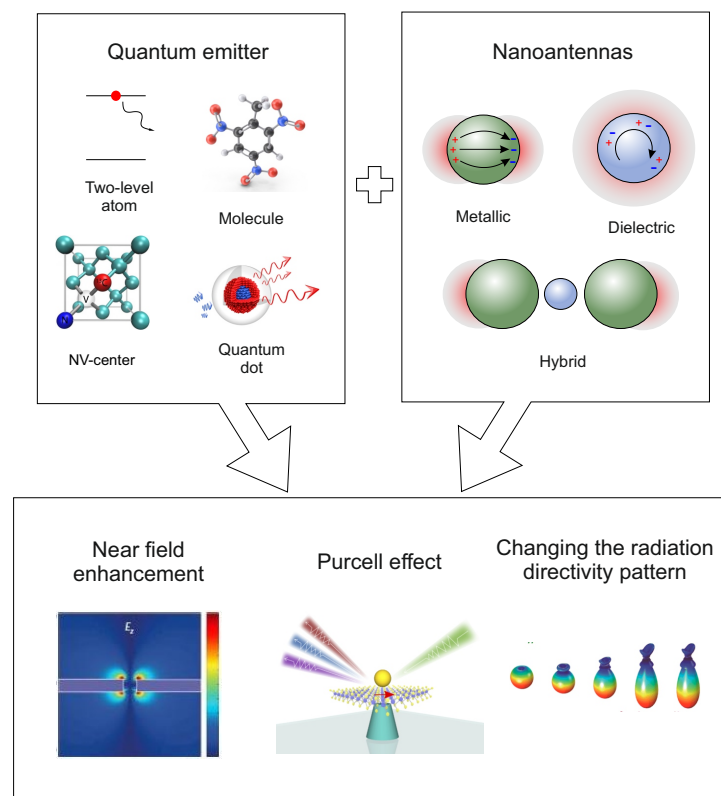 Quantum emitter
Two-level
atom
Molecule
V
NV-center
Quantum
dot
Nanoantennas
+
+
+
-
-
-
Metallic
+
-
-
+
+
-
Dielectric
Hybrid
Near field
enhancement
E_z
Purcell effect
Changing the radiation
directivity pattern